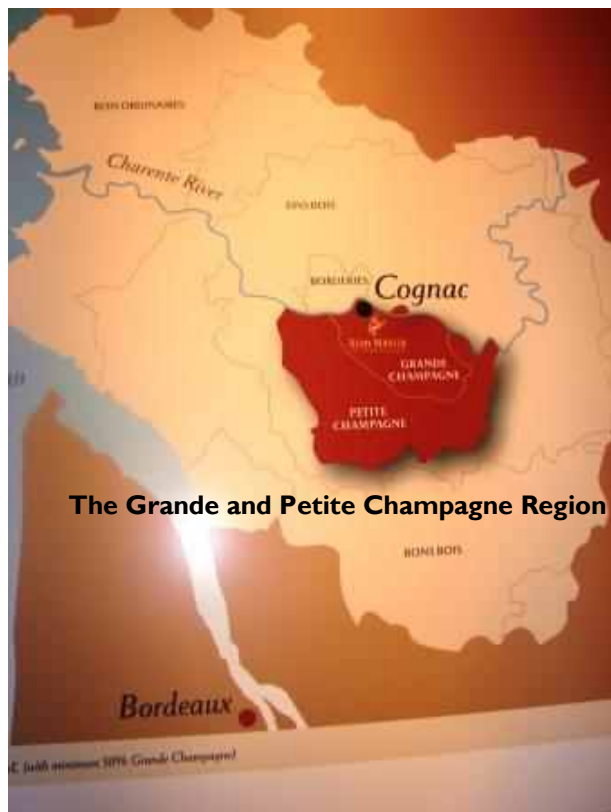 BOIS ORDINAIRES
Charente River
FINS BOIS
BORDERIES
Cognac
GRANDE
CHAMPAGNE
PETITE
CHAMPAGNE
The Grande and Petite Champagne Region
BONS BOIS
Bordeaux
(with minimum 50% Grande Champagne)